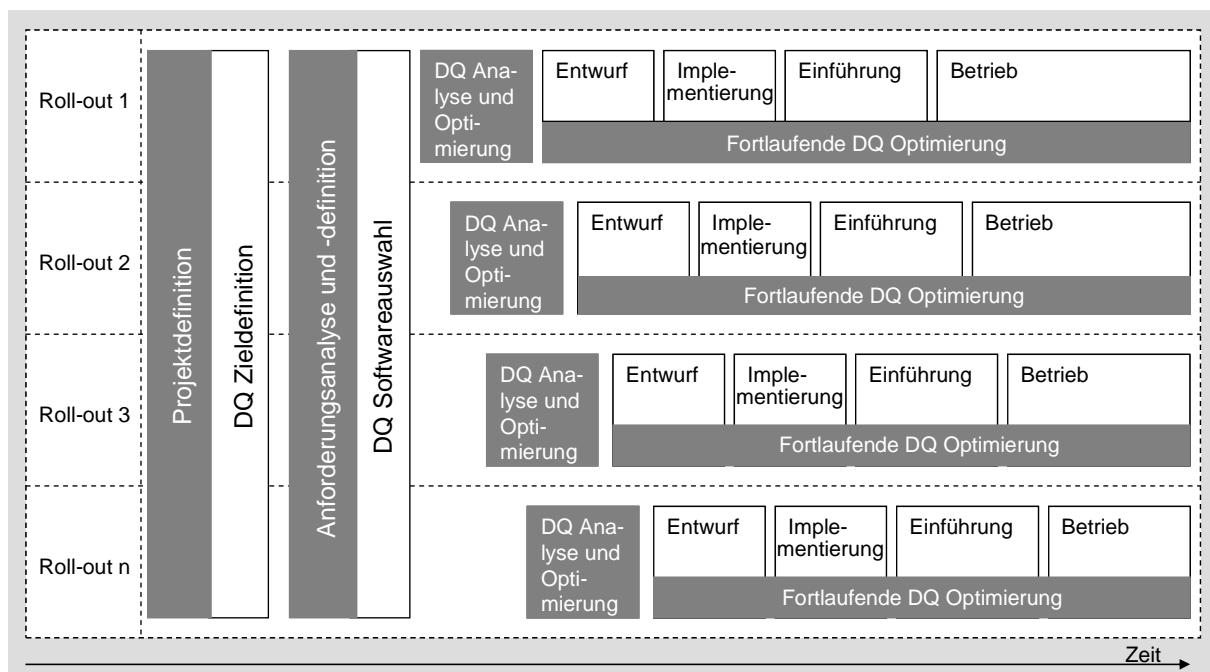 Roll-out 1
Roll-out 2
Roll-out 3
Roll-out n
Projektdefinition
DQ Zieldefinition
Anforderungsanalyse und -definition
DQ Softwareauswahl
DQ Ana-
lyse und
Opti-
mierung
Entwurf
Imple-
mentierung
Einführung
Betrieb
Fortlaufende DQ Optimierung
DQ Ana-
lyse und
Opti-
mierung
Entwurf
Imple-
mentierung
Einführung
Betrieb
Fortlaufende DQ Optimierung
DQ Ana-
lyse und
Opti-
mierung
Entwurf
Imple-
mentierung
Einführung
Betrieb
Fortlaufende DQ Optimierung
DQ Ana-
lyse und
Opti-
mierung
Entwurf
Imple-
mentierung
Einführung
Betrieb
Fortlaufende DQ Optimierung
Zeit